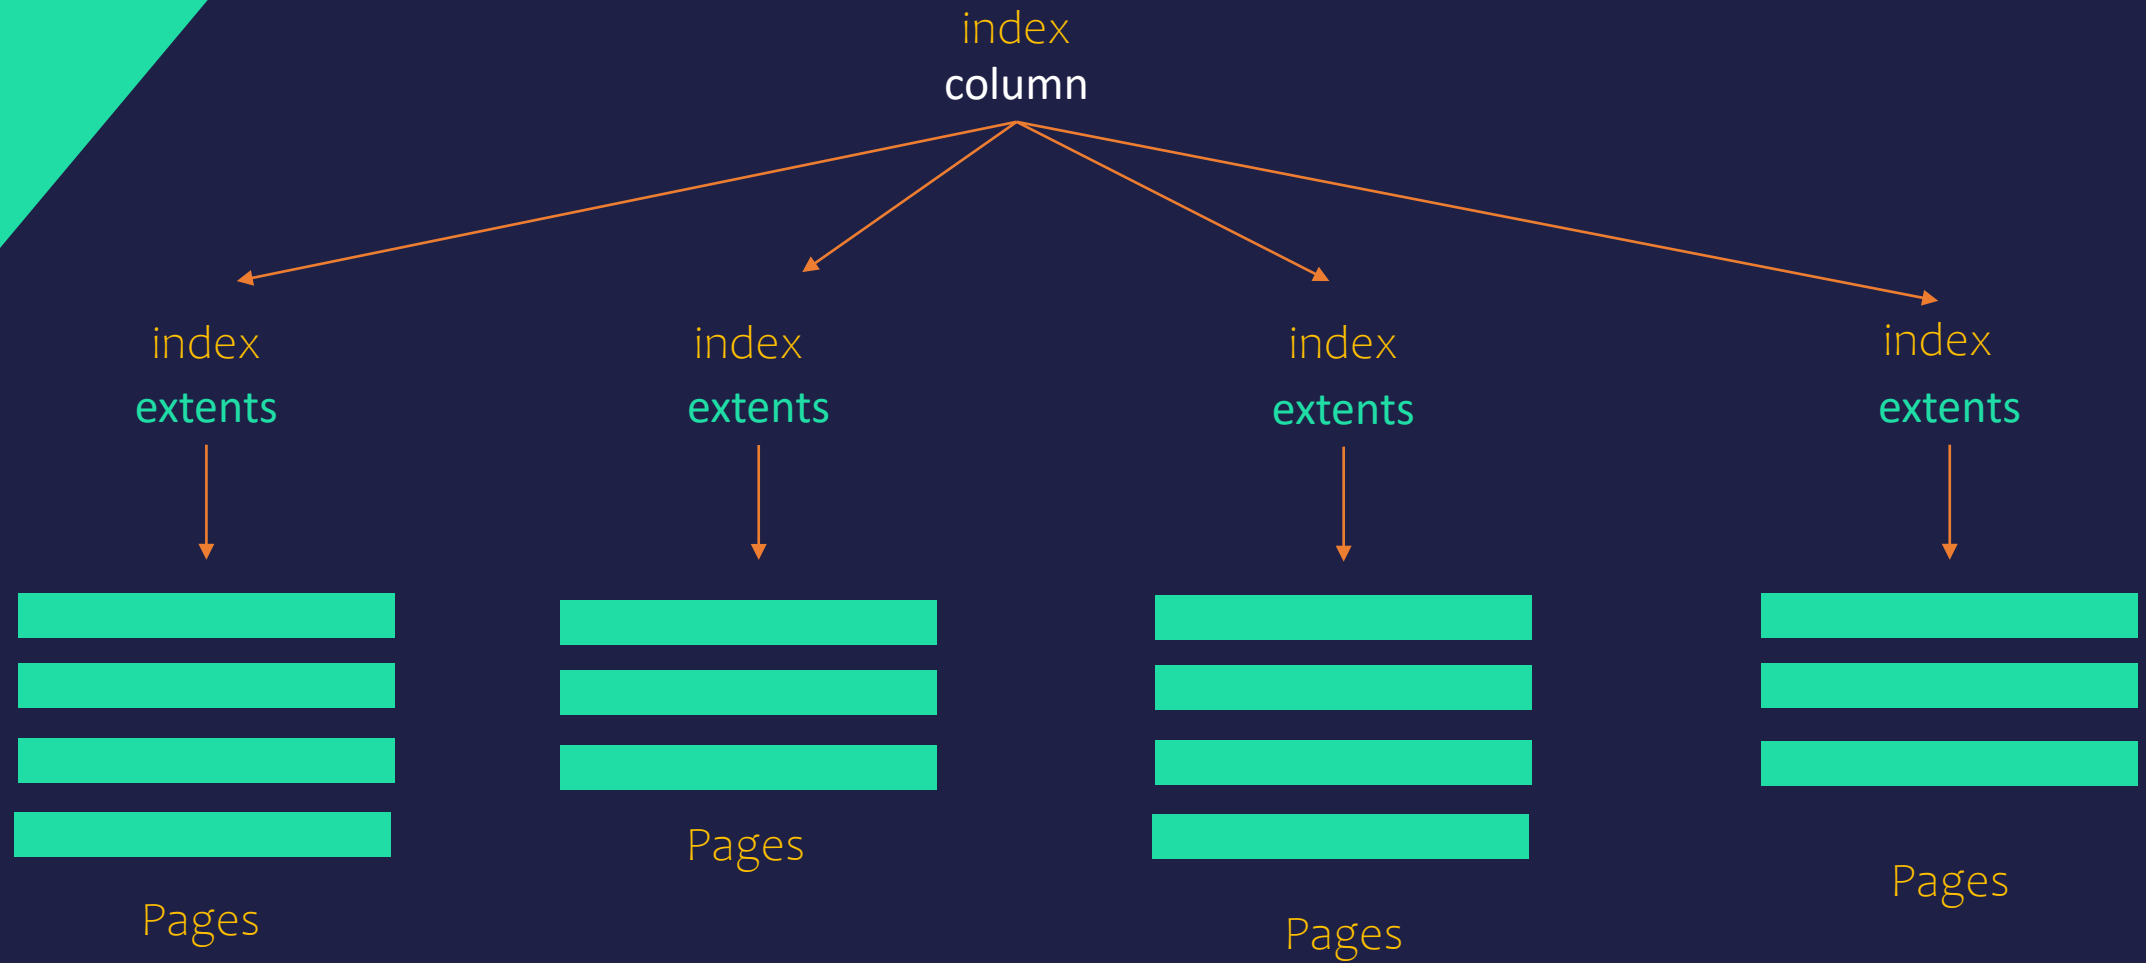 index
column
index
extents
index
extents
index
extents
index
extents
Pages
Pages
Pages
Pages